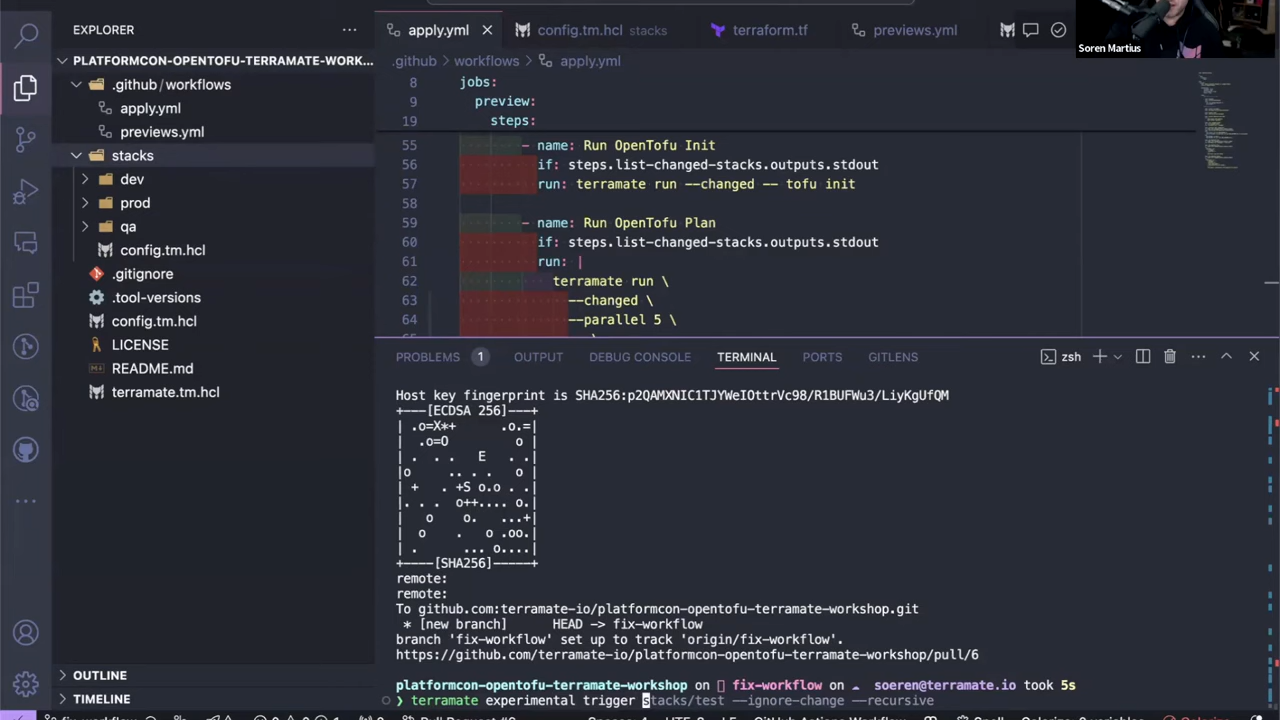 EXPLORER
PLATFORMCON-OPENTOFU-TERRAMATE-WORK...
.github/workflows
apply.yml
previews.yml
stacks
dev
prod
qa
config.tm.hcl
.gitignore
.tool-versions
config.tm.hcl
LICENSE
README.md
terramate.tm.hcl
OUTLINE
TIMELINE
apply.yml config.tm.hcl stacks terraform.tf previews.yml
Soren Martius
.github > workflows > apply.yml
8 jobs:
9 preview:
19 steps:
55 - name: Run OpenTofu Init
56 if: steps.list-changed-stacks.outputs.stdout
57 run: terramate run --changed -- tofu init
58
59 - name: Run OpenTofu Plan
60 if: steps.list-changed-stacks.outputs.stdout
61 run: |
62 terramate run \
63 --changed \
64 --parallel 5 \
PROBLEMS 1 OUTPUT DEBUG CONSOLE TERMINAL PORTS GITLENS zsh
Host key fingerprint is SHA256:p2QAMXNIC1TJYWeIOttrVc98/R1BUFWu3/LiyKgUfQM
+---[ECDSA 256]---+
| .o=X*+ .o.=|
| .o=O o |
| . . . E . .|
|o .. . . o |
| + . +S o.o . .|
|. . . o++.... o.|
| o o. ...+|
| o . o .oo.|
| . ... o....|
+----[SHA256]-----+
remote:
remote:
To github.com:terramate-io/platformcon-opentofu-terramate-workshop.git
* [new branch] HEAD -> fix-workflow
branch 'fix-workflow' set up to track 'origin/fix-workflow'.
https://github.com/terramate-io/platformcon-opentofu-terramate-workshop/pull/6
platformcon-opentofu-terramate-workshop on fix-workflow on soeren@terramate.io took 5s
❯ terramate experimental trigger stacks/test --ignore-change --recursive